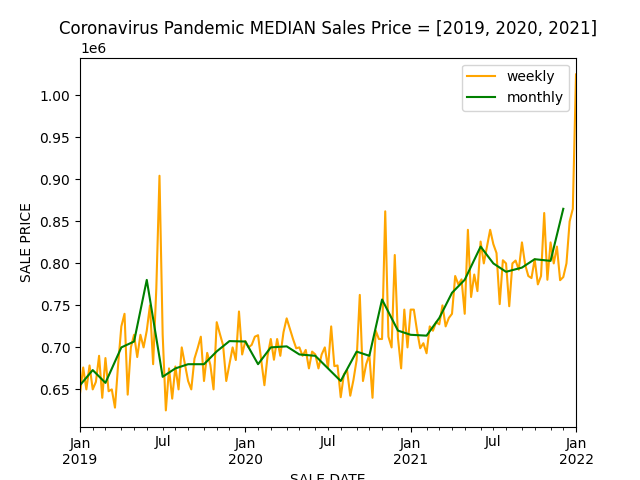 Coronavirus Pandemic MEDIAN Sales Price = [2019, 2020, 2021]
1e6
weekly
monthly
1.00
0.95
0.90
0.85
0.80
0.75
0.70
0.65
SALE PRICE
Jan
2019
Jul
Jan
2020
Jul
Jan
2021
Jul
Jan
2022
SALE DATE